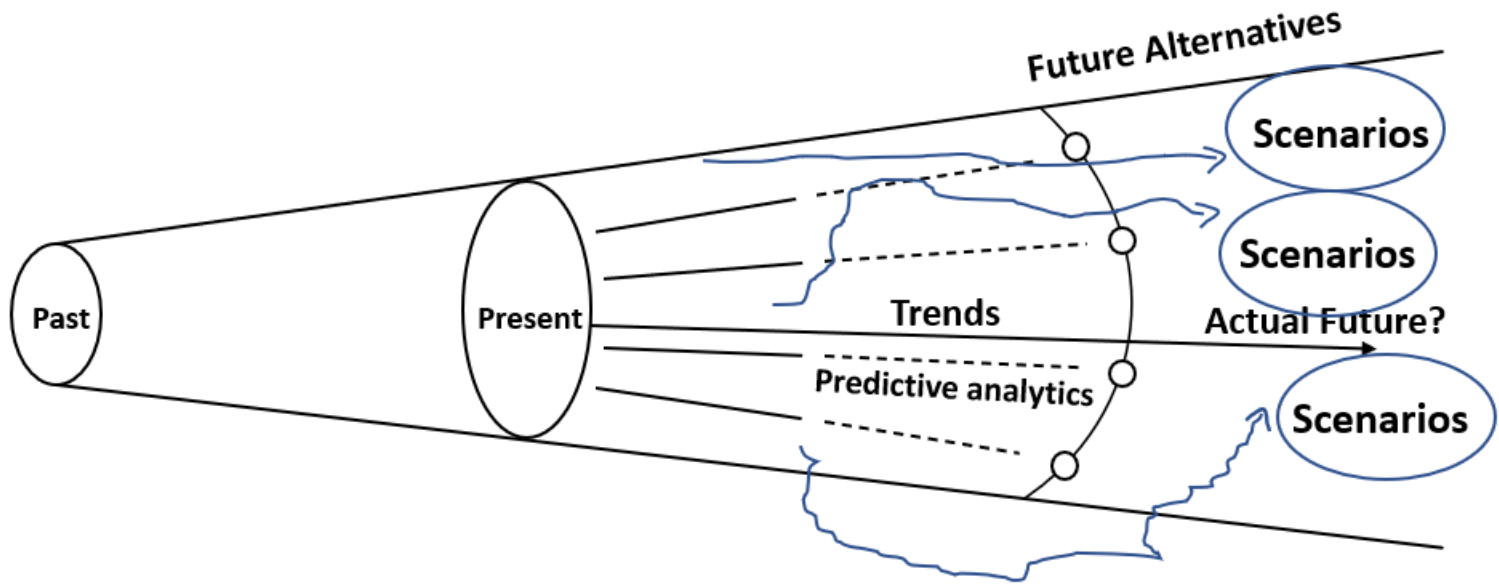 Future Alternatives
Scenarios
Scenarios
Past
Present
Trends
Actual Future?
Predictive analytics
Scenarios